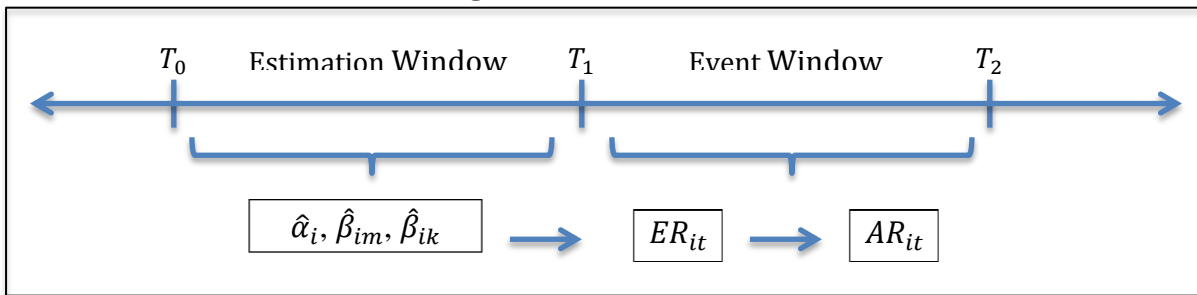 T₀ Estimation Window T₁ Event Window T₂
α̂ᵢ, β̂ᵢₘ, β̂ᵢₖ ERᵢₜ ARᵢₜ